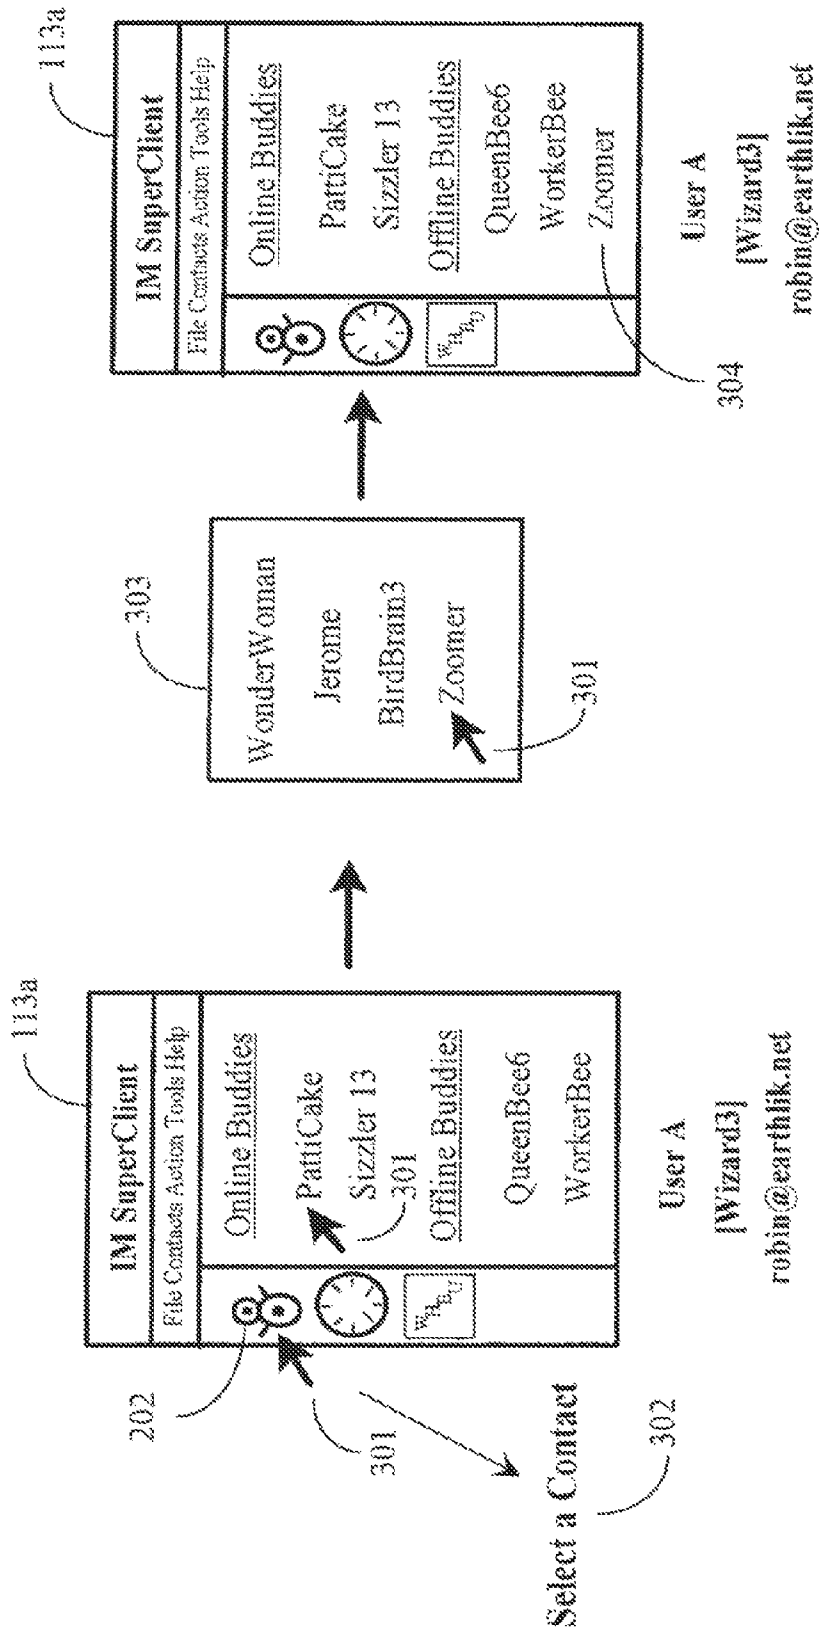 113a
IM SuperClient
File Contacts Action Tools Help
Online Buddies
PattiCake
Sizzler 13
301
Offline Buddies
QueenBee6
WorkerBee
202
301
Select a Contact
302
User A
[Wizard3]
robin@earthlik.net
303
WonderWoman
Jerome
BirdBrain3
Zoomer
301
113a
IM SuperClient
File Contacts Action Tools Help
Online Buddies
PattiCake
Sizzler 13
Offline Buddies
QueenBee6
WorkerBee
Zoomer
304
User A
[Wizard3]
robin@earthlik.net